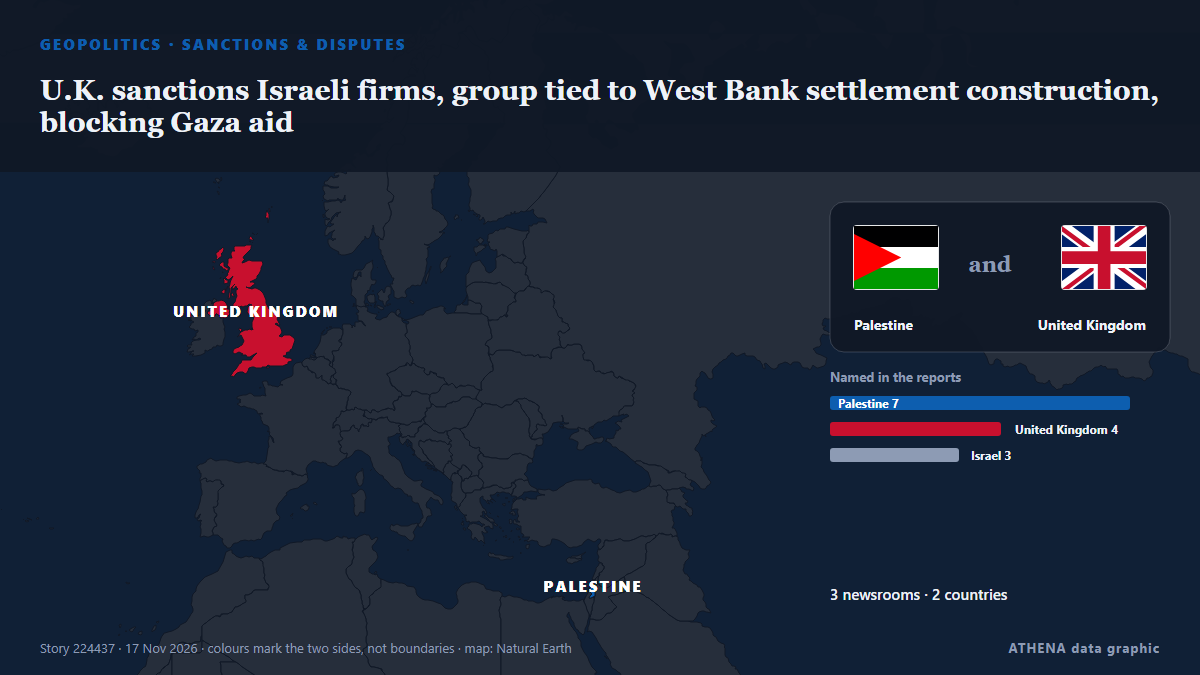 GEOPOLITICS · SANCTIONS & DISPUTES
U.K. sanctions Israeli firms, group tied to West Bank settlement construction,
blocking Gaza aid
and
Palestine
United Kingdom
UNITED KINGDOM
Named in the reports
Palestine 7
United Kingdom 4
Israel 3
PALESTINE
3 newsrooms · 2 countries
Story 224437 · 17 Nov 2026 · colours mark the two sides, not boundaries · map: Natural Earth
ATHENA data graphic